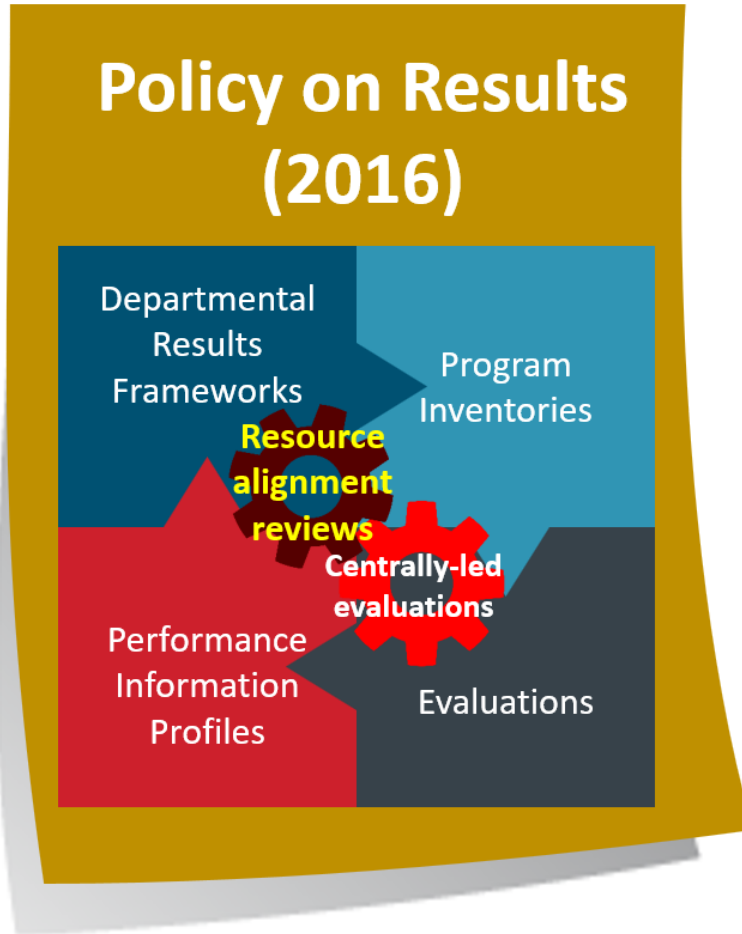 Policy on Results
(2016)
Departmental
Results
Frameworks
Program
Inventories
Resource
alignment
reviews
Centrally-led
evaluations
Performance
Information
Profiles
Evaluations